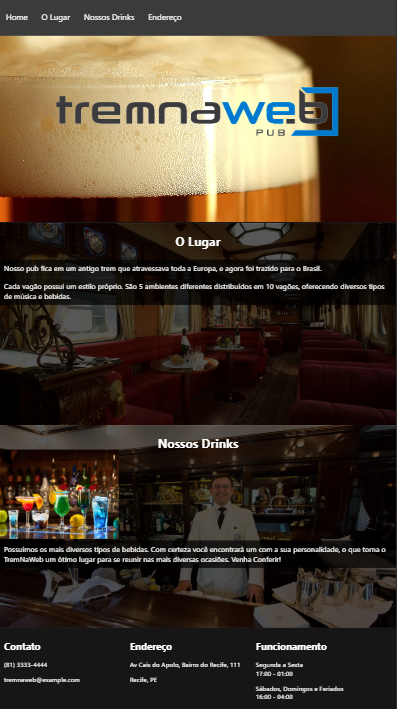 Home O Lugar Nossos Drinks Endereço
tremnaweb
PUB
O Lugar
Nosso pub fica em um antigo trem que atravessava toda a Europa, e agora foi trazido para o Brasil.
Cada vagão possui um estilo próprio. São 5 ambientes diferentes distribuídos em 10 vagões, oferecendo diversos tipos
de música e bebidas.
Nossos Drinks
Possuimos os mais diversos tipos de bebidas. Com certeza você encontrará um com a sua personalidade, o que torna o
TremNaWeb um ótimo lugar para se reunir nas mais diversas ocasiões. Venha Conferir!
Contato
(81) 3333-4444
tremnaweb@example.com
Endereço
Av Cais do Apolo, Bairro do Recife, 111
Recife, PE
Funcionamento
Segunda a Sexta
17:00 - 01:00
Sábados, Domingos e Feriados
16:00 - 04:00